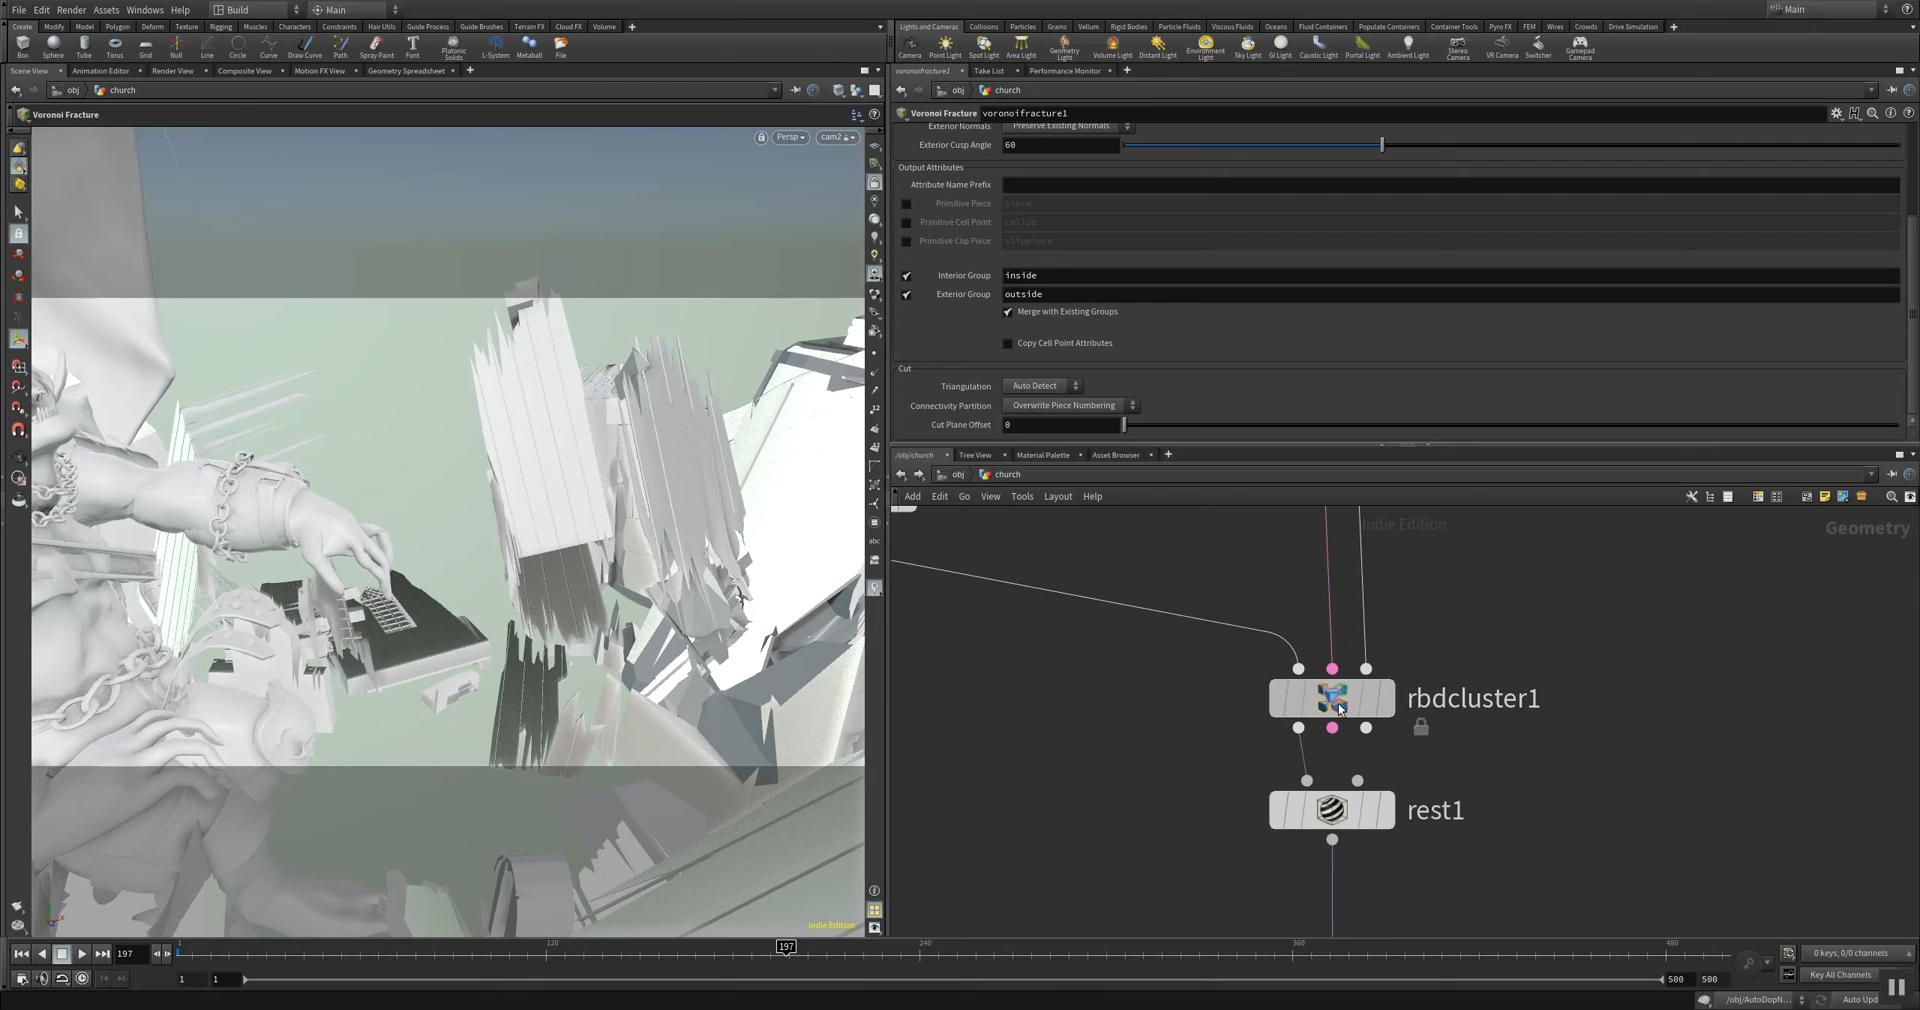 File Edit Render Assets Windows Help Build Main Main
Create Modify Model Polygon Deform Texture Rigging Muscles Characters Constraints Hair Utils Guide Process Guide Brushes Terrain FX Cloud FX Volume
Lights and Cameras Collisions Particles Grains Vellum Rigid Bodies Particle Fluids Viscous Fluids Oceans Fluid Containers Populate Containers Container Tools Pyro FX FEM Wires Crowds Drive Simulation
Box Sphere Tube Torus Grid Null Line Circle Curve Draw Curve Path Spray Paint Font Platonic Solids L-System Metaball File
Camera Point Light Spot Light Area Light Geometry Light Volume Light Distant Light Environment Light Sky Light GI Light Caustic Light Portal Light Ambient Light Stereo Camera VR Camera Switcher Gamepad Camera
Scene View Animation Editor Render View Composite View Motion FX View Geometry Spreadsheet
voronoifracture1 Take List Performance Monitor
obj church
obj church
Voronoi Fracture
Voronoi Fracture voronoifracture1
Persp cam2
Exterior Normals Preserve Existing Normals
Exterior Cusp Angle 60
Output Attributes
Attribute Name Prefix
Primitive Piece piece
Primitive Cell Point cellpt
Primitive Clip Piece clippiece
Interior Group inside
Exterior Group outside
Merge with Existing Groups
Copy Cell Point Attributes
Cut
Triangulation Auto Detect
Connectivity Partition Overwrite Piece Numbering
Cut Plane Offset 0
/obj/church Tree View Material Palette Asset Browser
obj church
Add Edit Go View Tools Layout Help
Indie Edition
Geometry
rbdcluster1
rest1
abc
12
Indie Edition
197
1 120 197 240 360 480
0 keys, 0/0 channels
1 1 500 500
Key All Channels
/obj/AutoDopN... Auto Upd